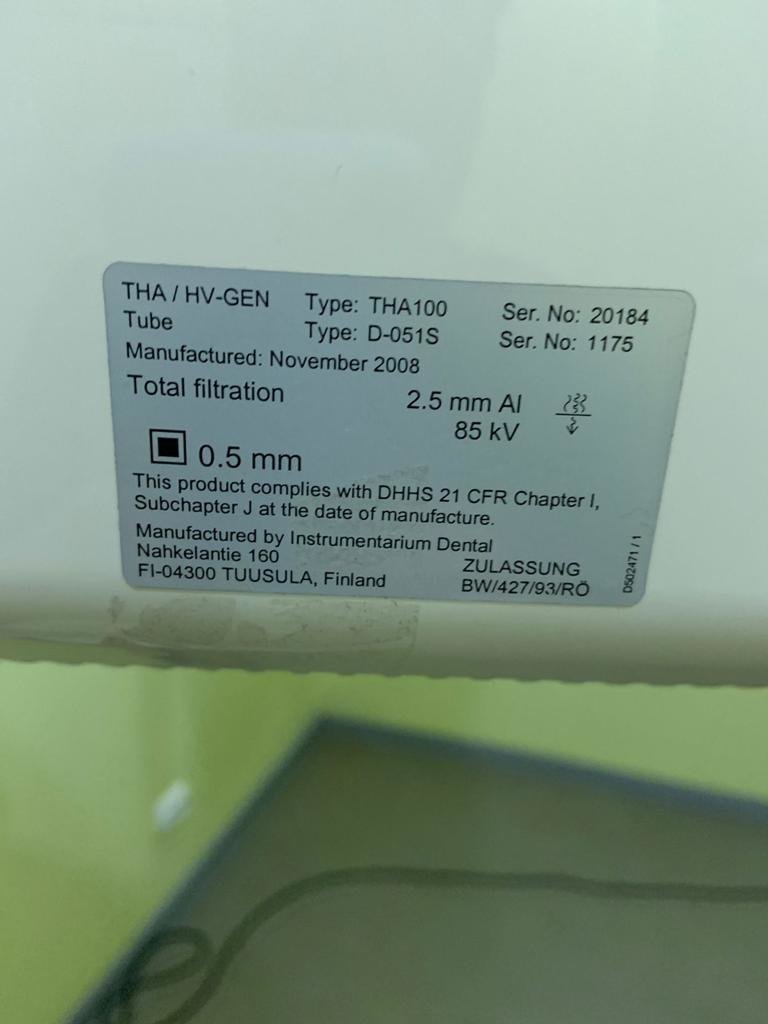 THA / HV-GEN Type: THA100 Ser. No: 20184
Tube Type: D-051S Ser. No: 1175
Manufactured: November 2008
Total filtration 2.5 mm Al
85 kV
0.5 mm
This product complies with DHHS 21 CFR Chapter I,
Subchapter J at the date of manufacture.
Manufactured by Instrumentarium Dental
Nahkelantie 160 ZULASSUNG
FI-04300 TUUSULA, Finland BW/427/93/RÖ
D502471 / 1